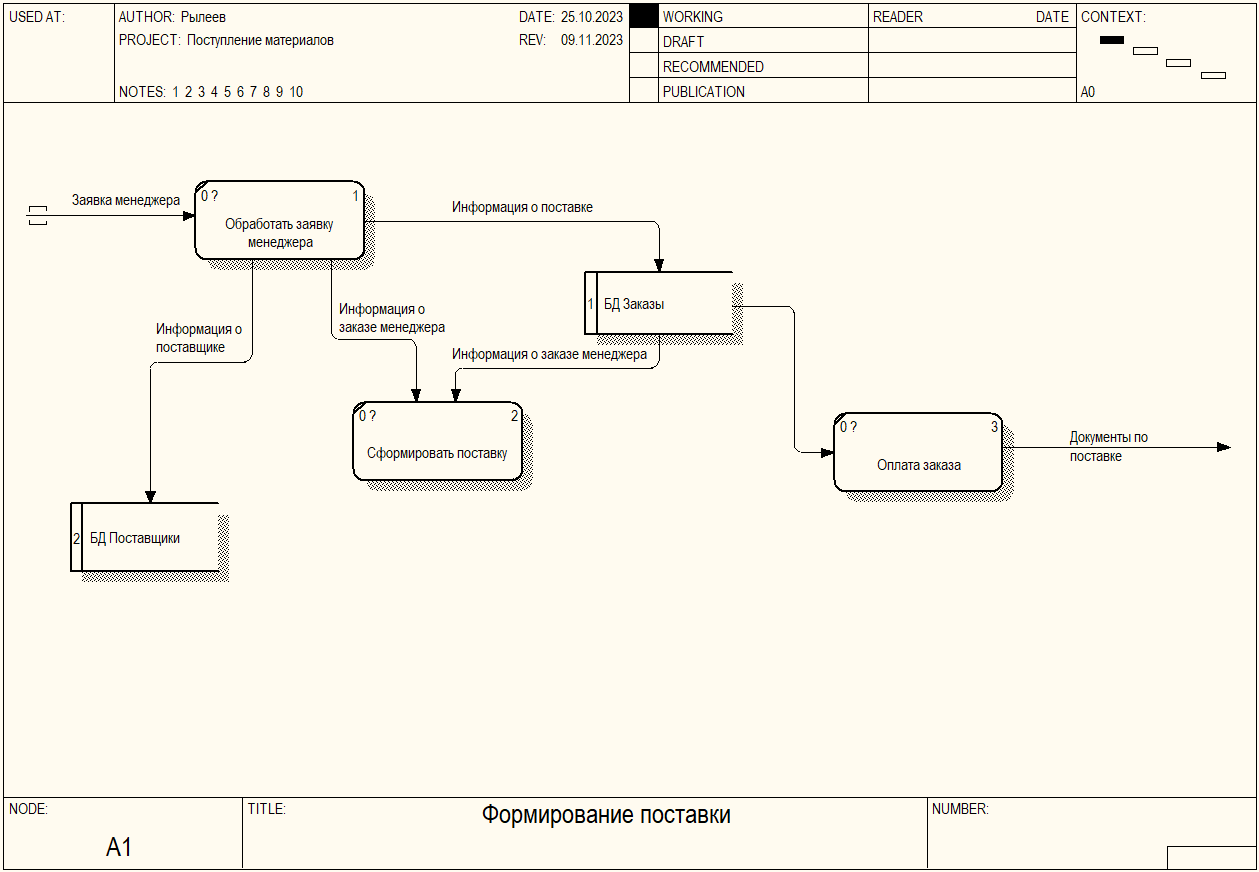 USED AT:
AUTHOR: Рылеев
DATE: 25.10.2023
WORKING
READER
DATE
CONTEXT:
PROJECT: Поступление материалов
REV: 09.11.2023
DRAFT
RECOMMENDED
NOTES: 1 2 3 4 5 6 7 8 9 10
PUBLICATION
A0
Заявка менеджера
0 ?
1
Обработать заявку
менеджера
Информация о поставке
1
БД Заказы
Информация о
заказе менеджера
Информация о
поставщике
Информация о заказе менеджера
0 ?
2
Сформировать поставку
0 ?
3
Оплата заказа
Документы по
поставке
2
БД Поставщики
NODE:
A1
TITLE:
Формирование поставки
NUMBER: